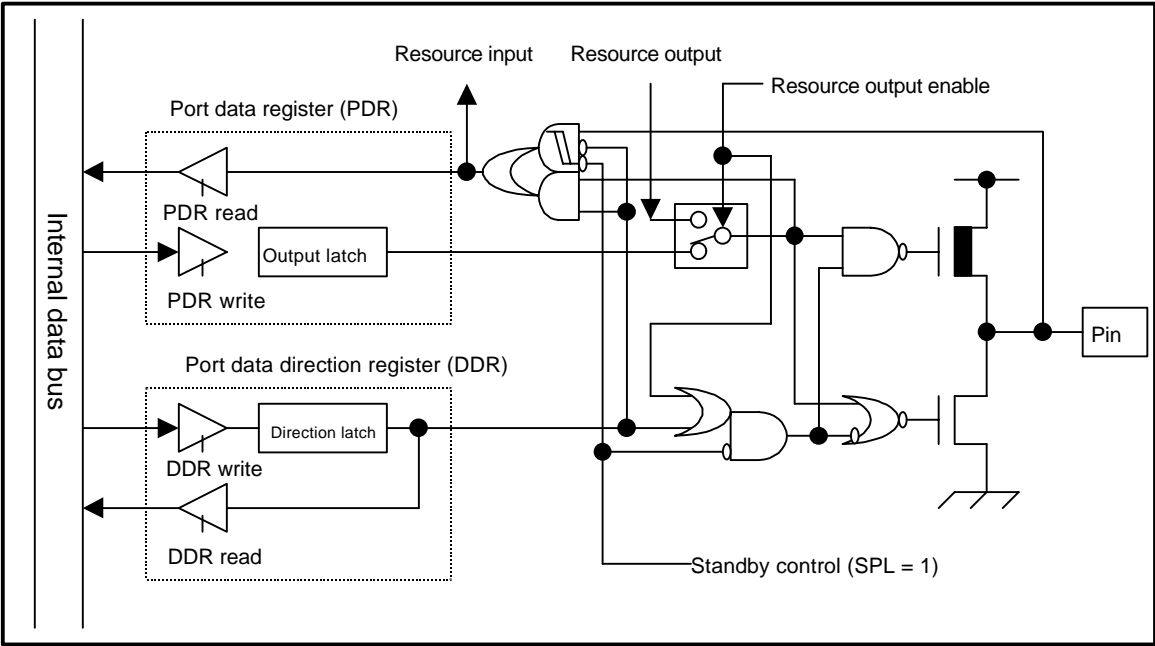 Resource input
Resource output
Resource output enable
Port data register (PDR)
PDR read
Output latch
PDR write
Internal data bus
Pin
Port data direction register (DDR)
Direction latch
DDR write
DDR read
Standby control (SPL = 1)